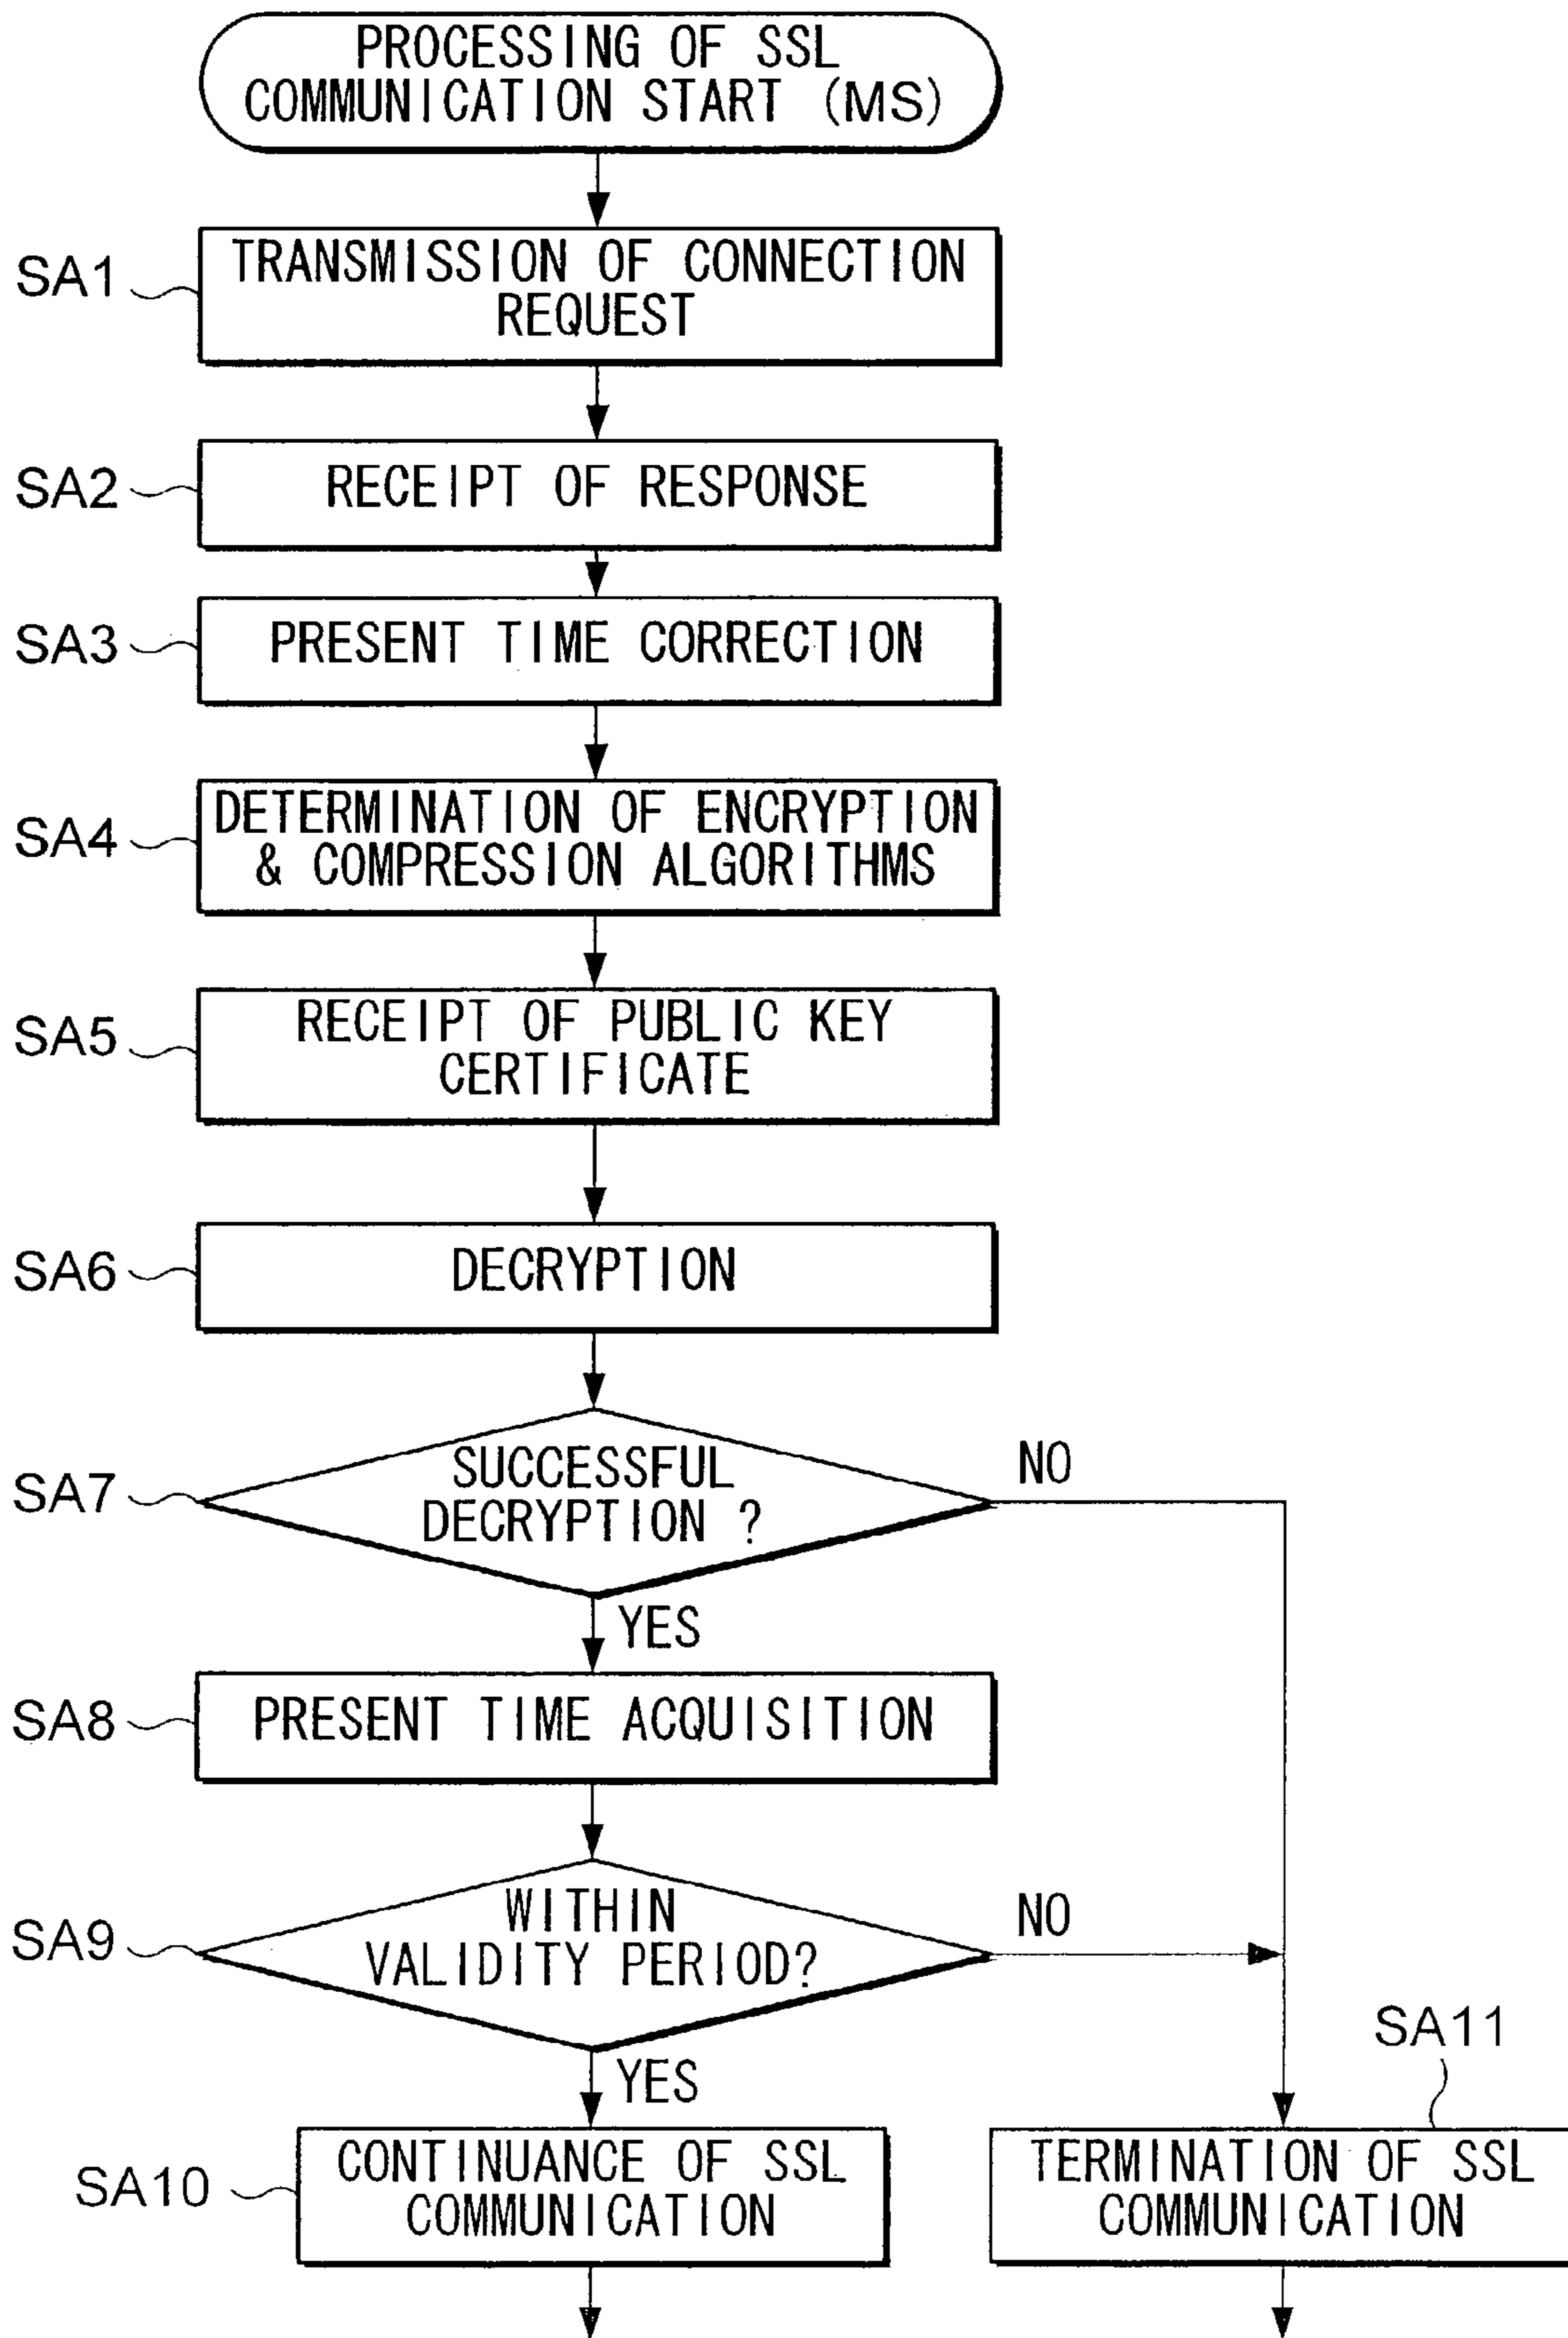 PROCESSING OF SSL
COMMUNICATION START (MS)
SA1
TRANSMISSION OF CONNECTION
REQUEST
SA2
RECEIPT OF RESPONSE
SA3
PRESENT TIME CORRECTION
SA4
DETERMINATION OF ENCRYPTION
& COMPRESSION ALGORITHMS
SA5
RECEIPT OF PUBLIC KEY
CERTIFICATE
SA6
DECRYPTION
SA7
SUCCESSFUL
DECRYPTION ?
NO
YES
SA8
PRESENT TIME ACQUISITION
SA9
WITHIN
VALIDITY PERIOD?
NO
YES
SA10
CONTINUANCE OF SSL
COMMUNICATION
SA11
TERMINATION OF SSL
COMMUNICATION